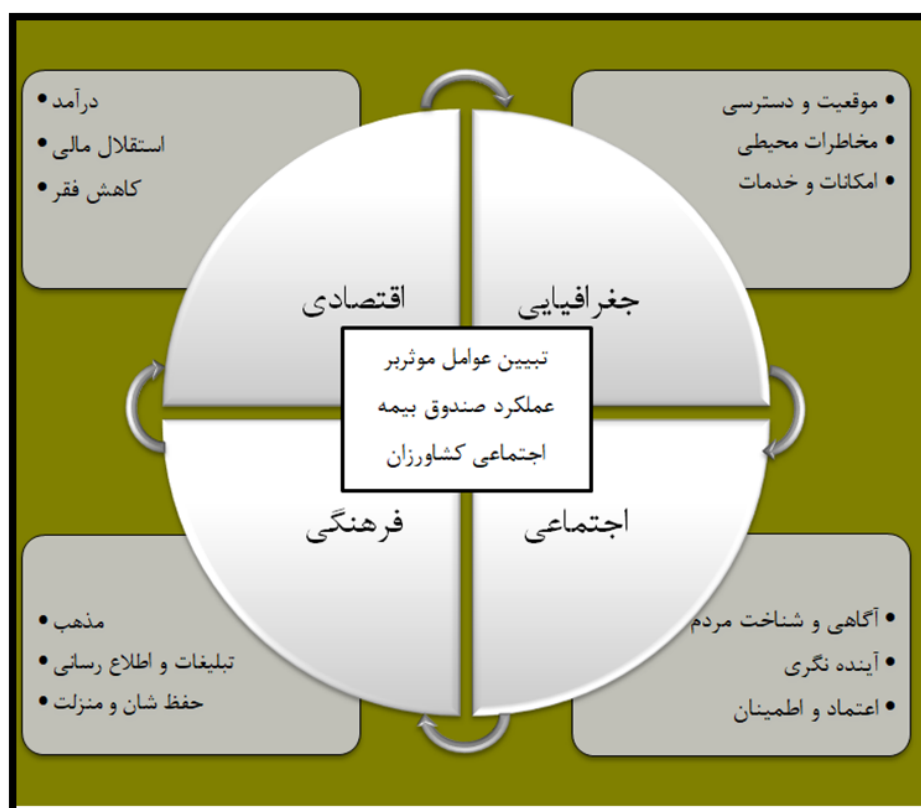 • موقعیت و دسترسی
• مخاطرات محیطی
• امکانات و خدمات
درآمد •
استقلال مالی •
کاهش فقر •
جغرافیایی
اقتصادی
تبیین عوامل موثربر
عملکرد صندوق بیمه
اجتماعی کشاورزان
اجتماعی
فرهنگی
• آگاهی و شناخت مردم
• آینده نگری
• اعتماد و اطمینان
مذهب •
تبلیغات و اطلاع رسانی •
حفظ شان و منزلت •